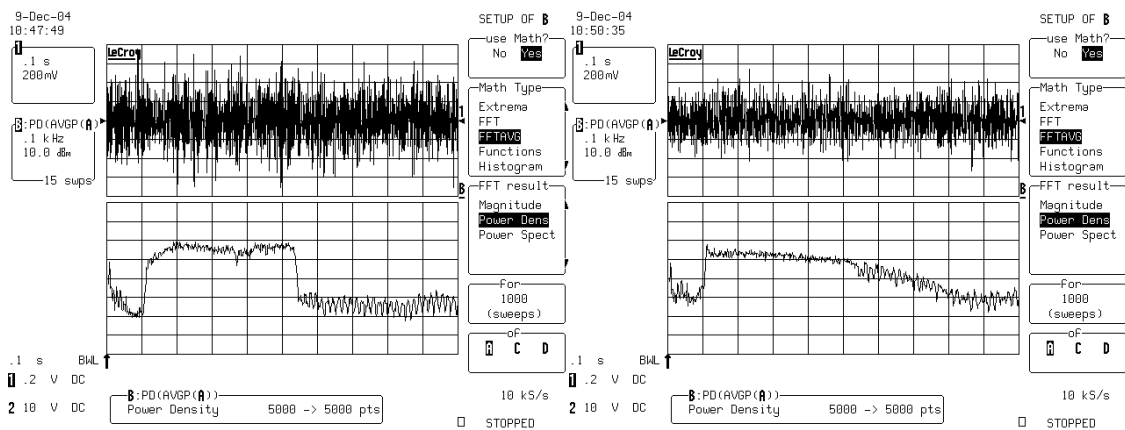 9-Dec-04
10:47:49
1
.1 s
200mV
B:PD(AVGP(A))
.1 kHz
10.0 dBm
15 swps
LeCroy
1
B
SETUP OF B
use Math?
No Yes
Math Type
Extrema
FFT
FFTAVG
Functions
Histogram
FFT result
Magnitude
Power Dens
Power Spect
For
1000
(sweeps)
of
A C D
.1 s BWL
1 .2 V DC
2 10 V DC
B:PD(AVGP(A))
Power Density 5000 -> 5000 pts
10 kS/s
STOPPED
9-Dec-04
10:50:35
1
.1 s
200mV
B:PD(AVGP(A))
.1 kHz
10.0 dBm
15 swps
LeCroy
1
B
SETUP OF B
use Math?
No Yes
Math Type
Extrema
FFT
FFTAVG
Functions
Histogram
FFT result
Magnitude
Power Dens
Power Spect
For
1000
(sweeps)
of
A C D
.1 s BWL
1 .2 V DC
2 10 V DC
B:PD(AVGP(A))
Power Density 5000 -> 5000 pts
10 kS/s
STOPPED